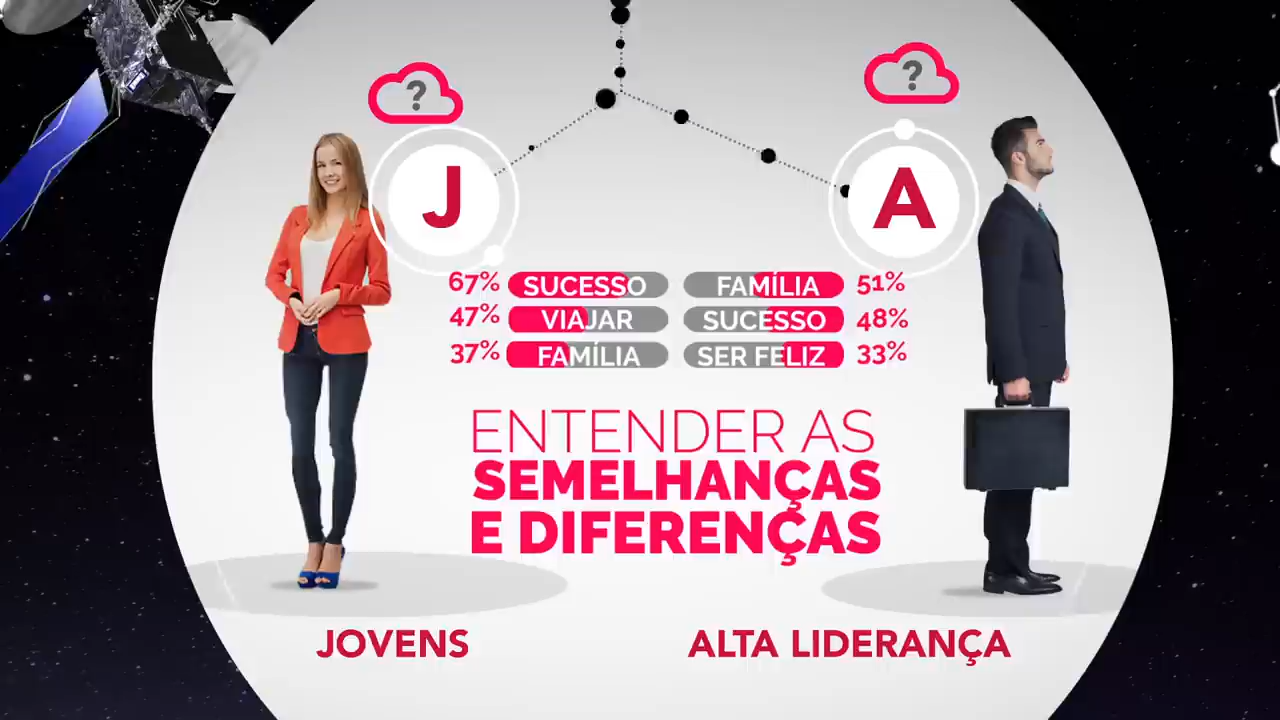 ?
?
J
A
67% SUCESSO FAMÍLIA 51%
47% VIAJAR SUCESSO 48%
37% FAMÍLIA SER FELIZ 33%
ENTENDER AS
SEMELHANÇAS
E DIFERENÇAS
JOVENS
ALTA LIDERANÇA